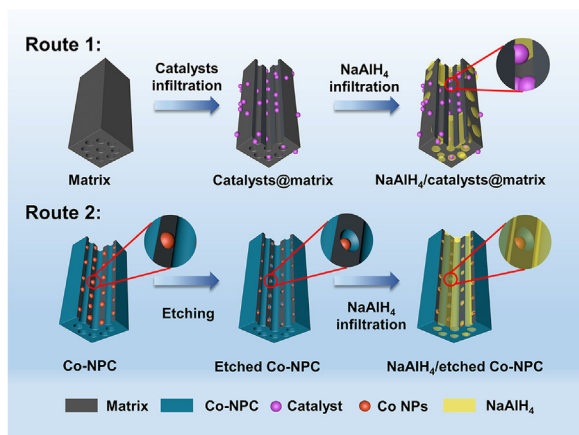 Route 1:
Catalysts
infiltration
NaAlH₄
infiltration
Matrix
Catalysts@matrix
NaAlH₄/catalysts@matrix
Route 2:
Etching
NaAlH₄
infiltration
Co-NPC
Etched Co-NPC
NaAlH₄/etched Co-NPC
Matrix Co-NPC Catalyst Co NPs NaAlH₄